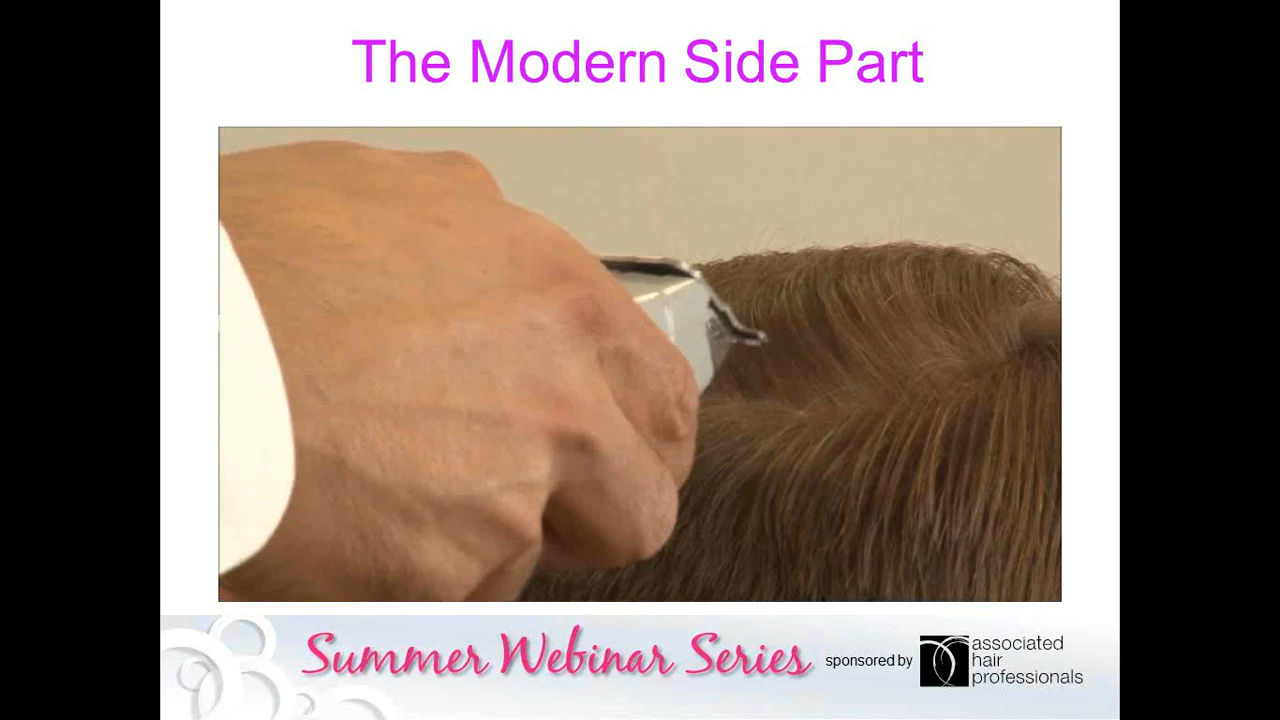 The Modern Side Part
Summer Webinar Series
sponsored by
associated
hair
professionals